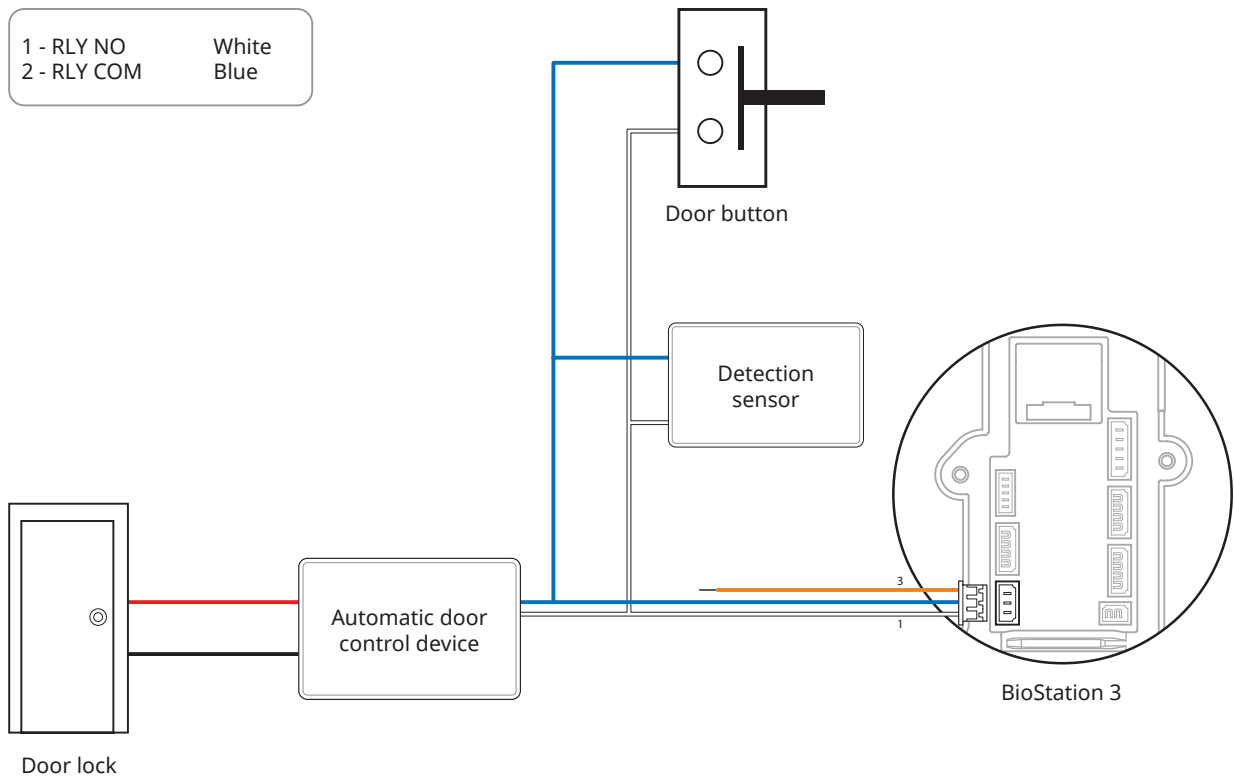 1 - RLY NO White
2 - RLY COM Blue
Door button
Detection
sensor
3
Automatic door
control device
1
BioStation 3
Door lock